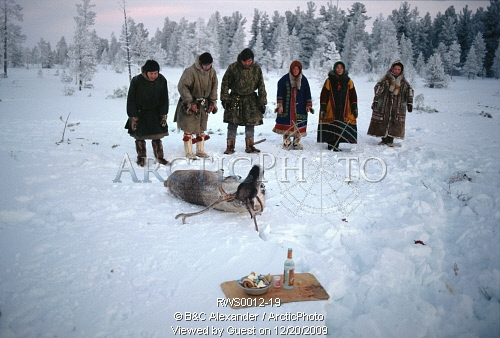 ARCTICPHOTO
RWS0012-19
© B&C Alexander / ArcticPhoto
Viewed by Guest on 12/20/2009